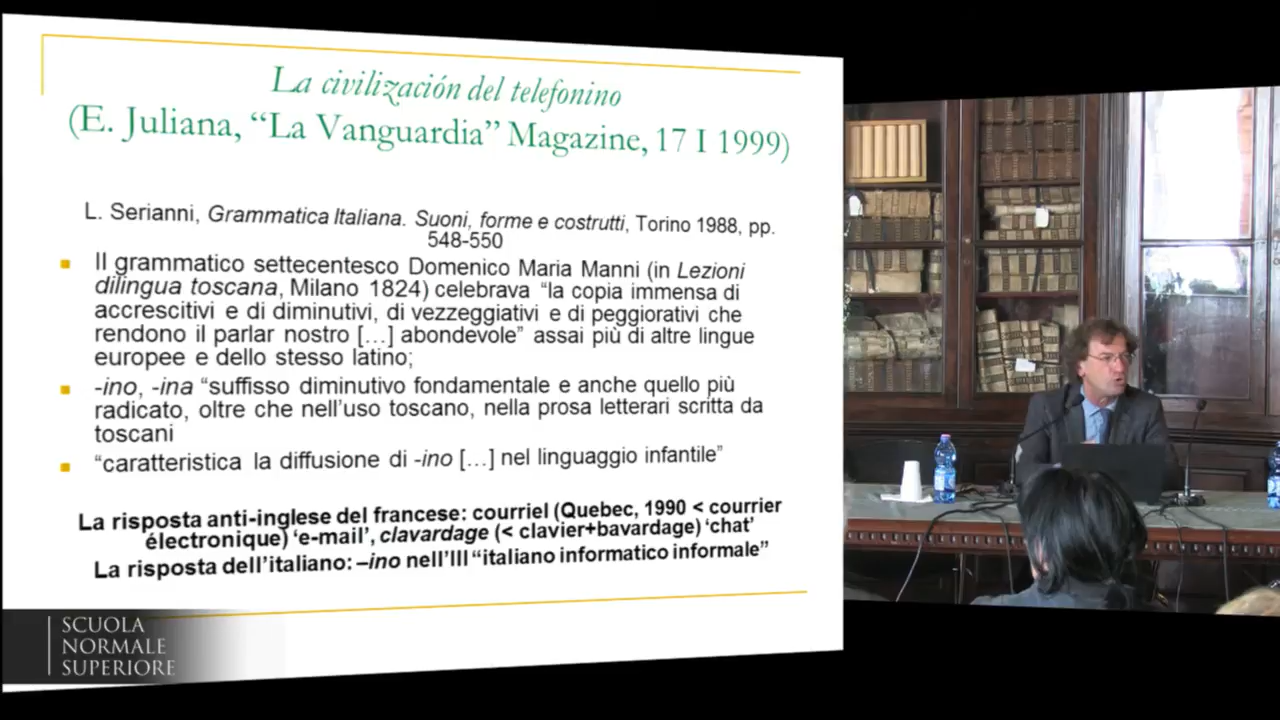 La civilización del telefonino
(E. Juliana, “La Vanguardia” Magazine, 17 I 1999)
L. Serianni, Grammatica Italiana. Suoni, forme e costrutti, Torino 1988, pp.
548-550
Il grammatico settecentesco Domenico Maria Manni (in Lezioni
dilingua toscana, Milano 1824) celebrava “la copia immensa di
accrescitivi e di diminutivi, di vezzeggiativi e di peggiorativi che
rendono il parlar nostro […] abondevole” assai più di altre lingue
europee e dello stesso latino;
-ino, -ina “suffisso diminutivo fondamentale e anche quello più
radicato, oltre che nell’uso toscano, nella prosa letterari scritta da
toscani
“caratteristica la diffusione di -ino […] nel linguaggio infantile”
La risposta anti-inglese del francese: courriel (Quebec, 1990 < courrier
électronique) ‘e-mail’, clavardage (< clavier+bavardage) ‘chat’
La risposta dell’italiano: –ino nell’III “italiano informatico informale”
SCUOLA
NORMALE
SUPERIORE